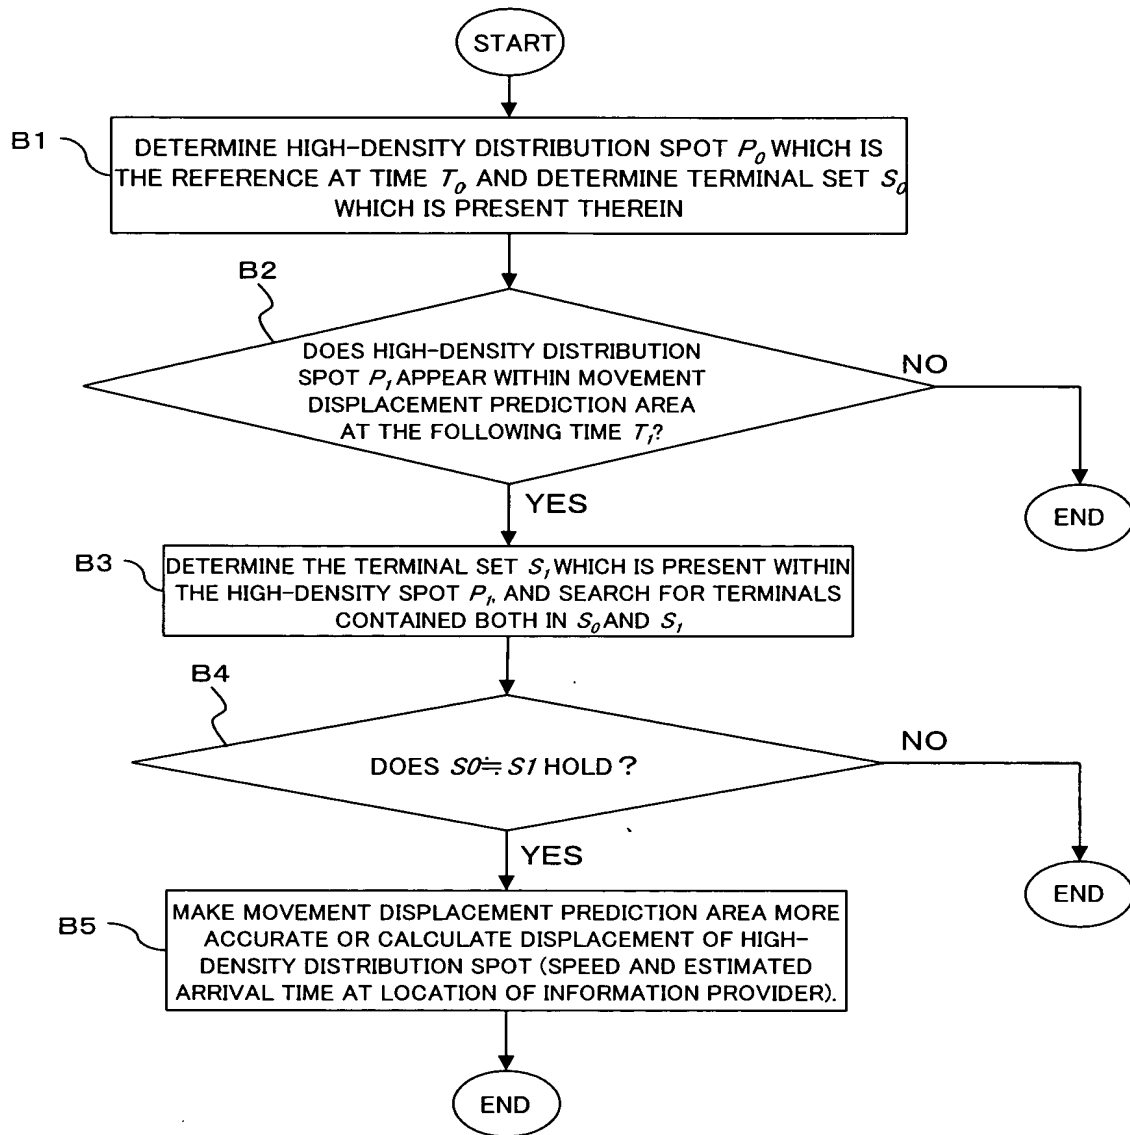 START
B1
DETERMINE HIGH-DENSITY DISTRIBUTION SPOT P0 WHICH IS
THE REFERENCE AT TIME T0 AND DETERMINE TERMINAL SET S0
WHICH IS PRESENT THEREIN
B2
DOES HIGH-DENSITY DISTRIBUTION
SPOT P1 APPEAR WITHIN MOVEMENT
DISPLACEMENT PREDICTION AREA
AT THE FOLLOWING TIME T1?
NO
END
YES
B3
DETERMINE THE TERMINAL SET S1 WHICH IS PRESENT WITHIN
THE HIGH-DENSITY SPOT P1, AND SEARCH FOR TERMINALS
CONTAINED BOTH IN S0 AND S1
B4
DOES S0≒S1 HOLD?
NO
END
YES
B5
MAKE MOVEMENT DISPLACEMENT PREDICTION AREA MORE
ACCURATE OR CALCULATE DISPLACEMENT OF HIGH-
DENSITY DISTRIBUTION SPOT (SPEED AND ESTIMATED
ARRIVAL TIME AT LOCATION OF INFORMATION PROVIDER).
END